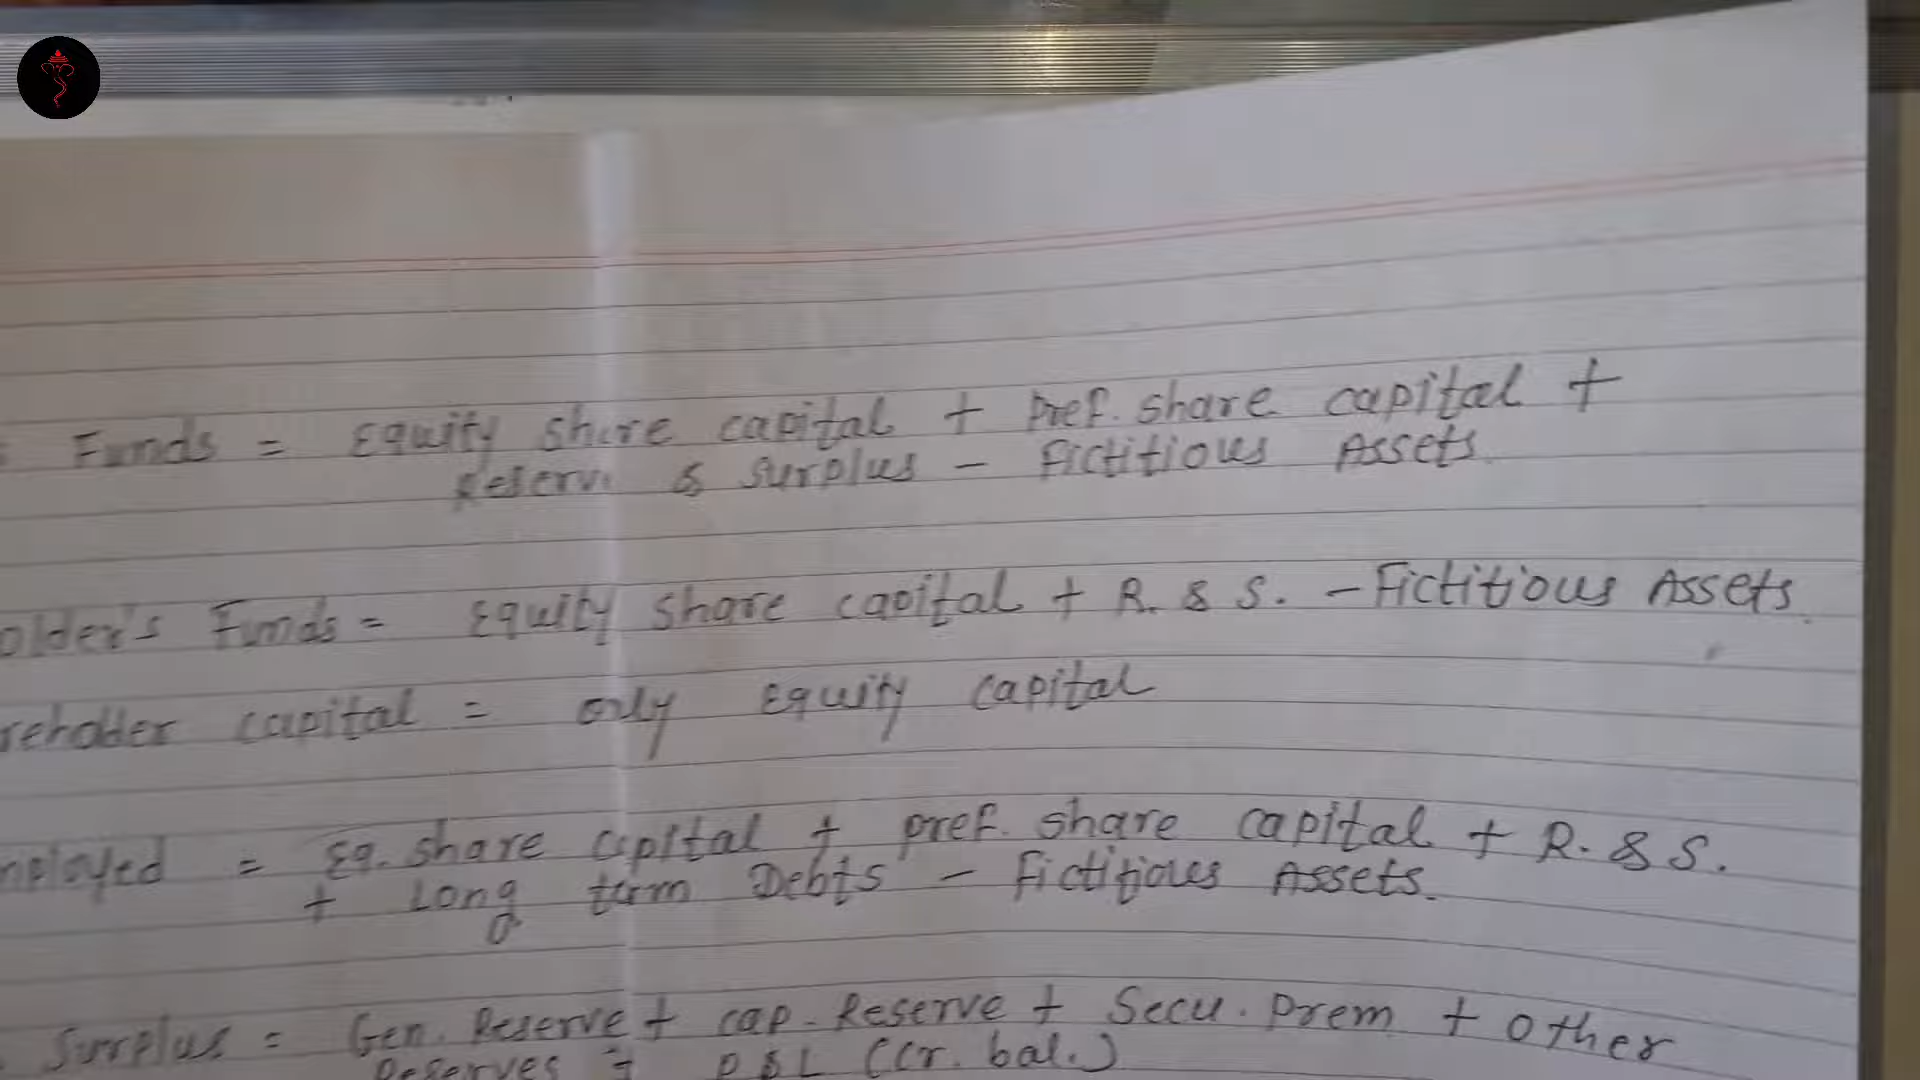 Funds = Equity share capital + Pref. share capital +
Reserve & Surplus - Fictitious Assets
older's Funds = Equity share capital + R. & S. - Fictitious Assets.
reholder capital = only Equity capital
mployed = Eq. share capital + pref. share capital + R. & S.
+ Long term Debts - Fictitious Assets.
Surplus = Gen. Reserve + cap. Reserve + Secu. Prem + other
Reserves + P & L (Cr. bal.)